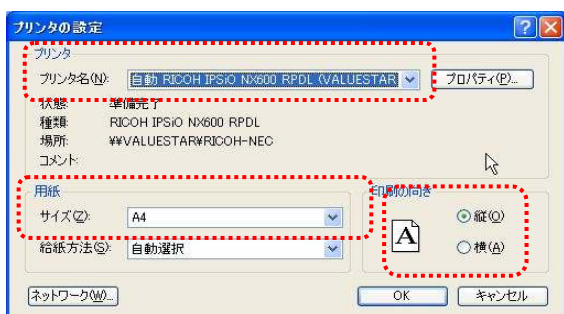 プリンタの設定
プリンタ
プリンタ名(N): 自動 RICOH IPSiO NX600 RPDL (VALUESTAR プロパティ(P)...
状態: 準備完了
種類: RICOH IPSiO NX600 RPDL
場所: ¥¥VALUESTAR¥RICOH-NEC
コメント:
用紙 印刷の向き
サイズ(Z): A4 縦(O)
給紙方法(S): 自動選択 A 横(A)
ネットワーク(W)... OK キャンセル